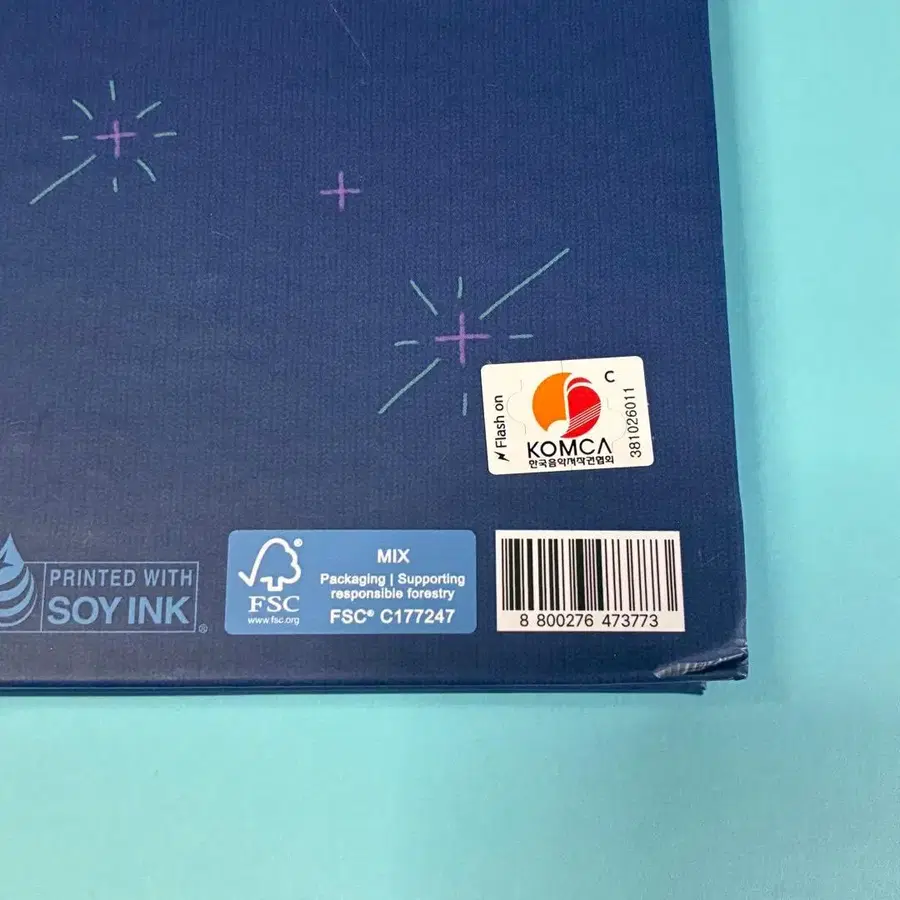 Flash on
C
KOMCA
한국음악저작권협회
381026011
PRINTED WITH
SOY INK
®
FSC
www.fsc.org
MIX
Packaging | Supporting
responsible forestry
FSC® C177247
8 800276 473773